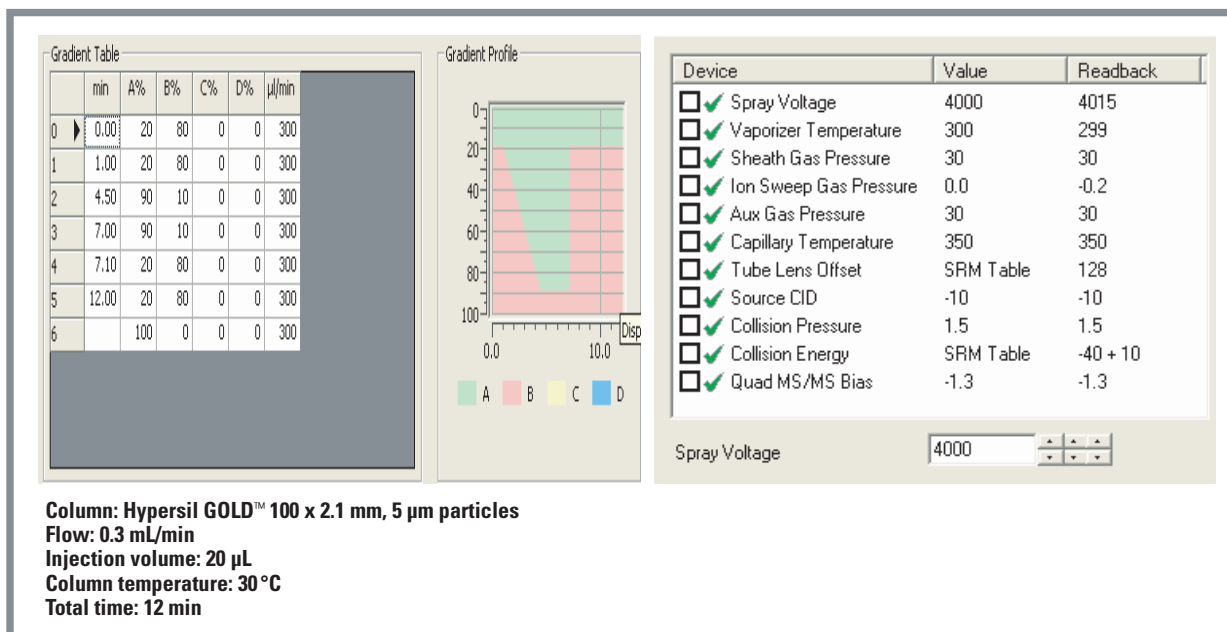 Gradient Table
min A% B% C% D% µl/min
0 0.00 20 80 0 0 300
1 1.00 20 80 0 0 300
2 4.50 90 10 0 0 300
3 7.00 90 10 0 0 300
4 7.10 20 80 0 0 300
5 12.00 20 80 0 0 300
6 100 0 0 0 300
Gradient Profile
0
20
40
60
80
100
0.0 10.0
Disp
A B C D
Device Value Readback
Spray Voltage 4000 4015
Vaporizer Temperature 300 299
Sheath Gas Pressure 30 30
Ion Sweep Gas Pressure 0.0 -0.2
Aux Gas Pressure 30 30
Capillary Temperature 350 350
Tube Lens Offset SRM Table 128
Source CID -10 -10
Collision Pressure 1.5 1.5
Collision Energy SRM Table -40 + 10
Quad MS/MS Bias -1.3 -1.3
Spray Voltage 4000
Column: Hypersil GOLD™ 100 x 2.1 mm, 5 µm particles
Flow: 0.3 mL/min
Injection volume: 20 µL
Column temperature: 30 °C
Total time: 12 min